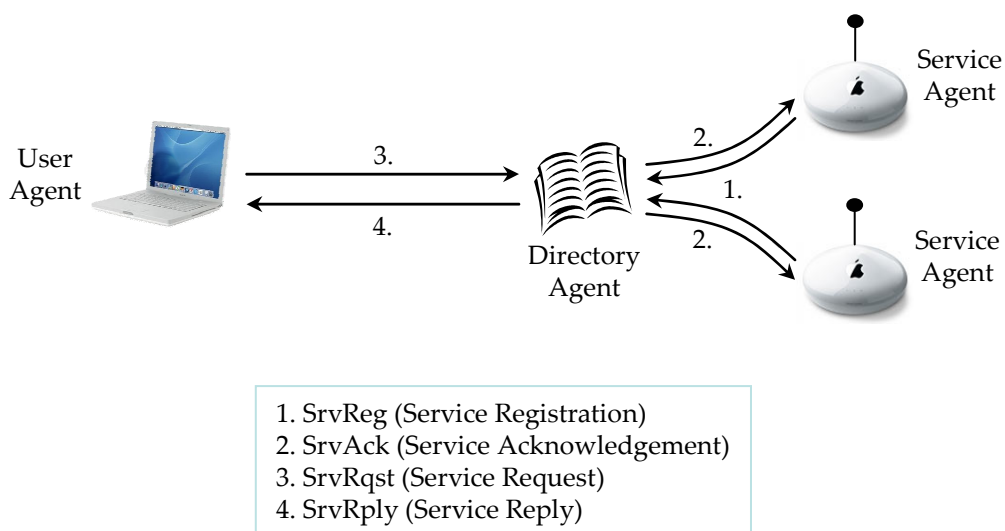 User
Agent
3.
4.
Directory
Agent
2.
1.
2.
Service
Agent
Service
Agent
1. SrvReg (Service Registration)
2. SrvAck (Service Acknowledgement)
3. SrvRqst (Service Request)
4. SrvRply (Service Reply)